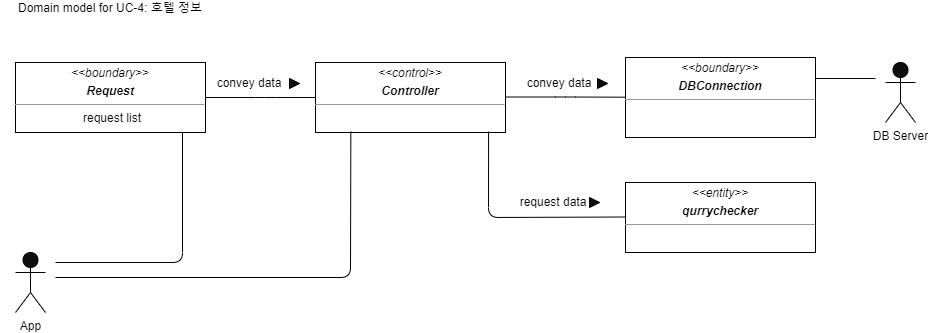 Domain model for UC-4: 호텔 정보
<<boundary>>
Request
request list
convey data
<<control>>
Controller
convey data
<<boundary>>
DBConnection
DB Server
request data
<<entity>>
qurrychecker
App